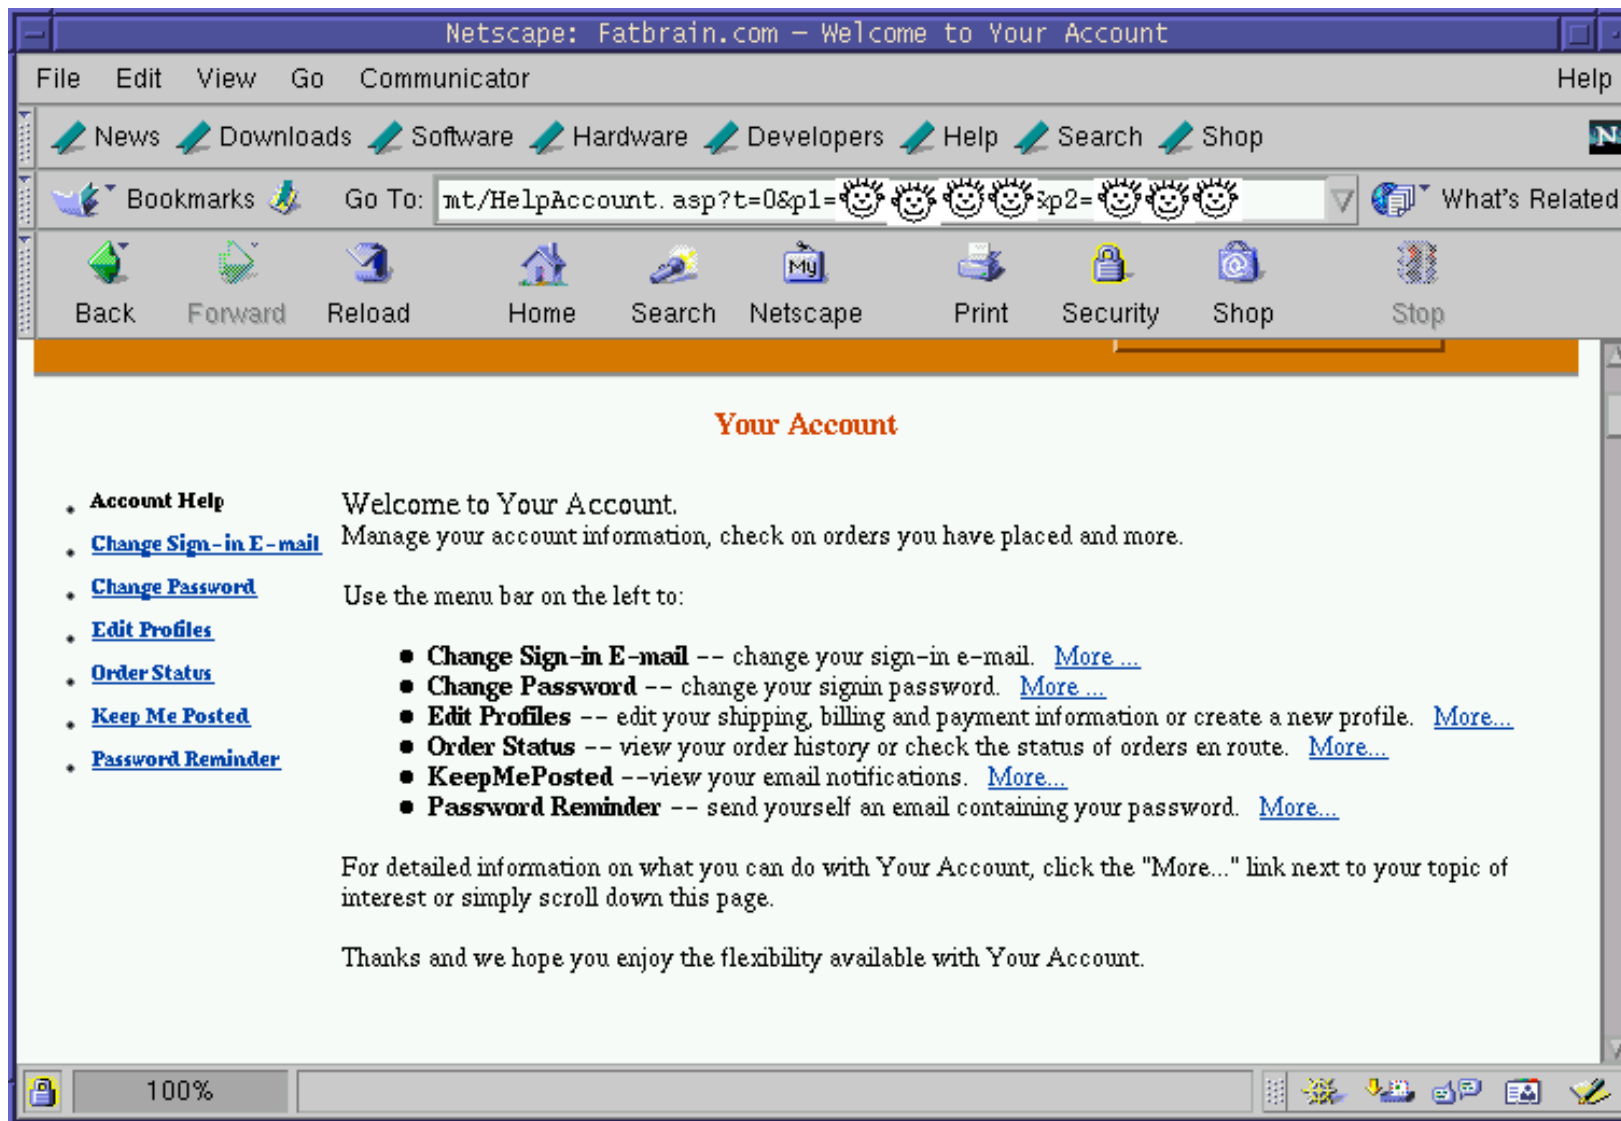 Netscape: Fatbrain.com – Welcome to Your Account
File Edit View Go Communicator Help
News Downloads Software Hardware Developers Help Search Shop N
Bookmarks Go To: mt/HelpAccount.asp?t=0&p1= &p2= What's Related
My
Back Forward Reload Home Search Netscape Print Security Shop Stop
Your Account
Account Help
Change Sign-in E-mail
Change Password
Edit Profiles
Order Status
Keep Me Posted
Password Reminder
Welcome to Your Account.
Manage your account information, check on orders you have placed and more.
Use the menu bar on the left to:
Change Sign-in E-mail -- change your sign-in e-mail. More ...
Change Password -- change your signin password. More ...
Edit Profiles -- edit your shipping, billing and payment information or create a new profile. More...
Order Status -- view your order history or check the status of orders en route. More...
KeepMePosted --view your email notifications. More...
Password Reminder -- send yourself an email containing your password. More...
For detailed information on what you can do with Your Account, click the "More..." link next to your topic of
interest or simply scroll down this page.
Thanks and we hope you enjoy the flexibility available with Your Account.
100%